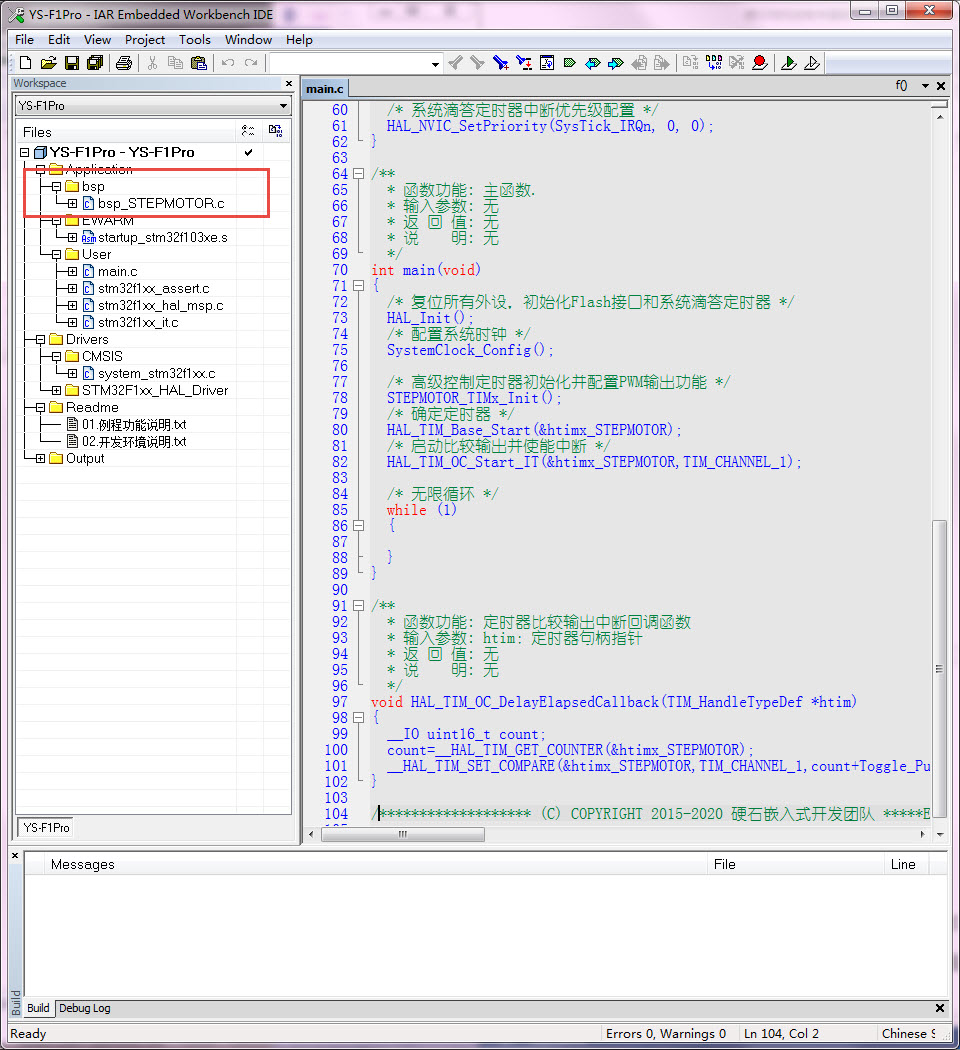 YS-F1Pro - IAR Embedded Workbench IDE
File Edit View Project Tools Window Help
Workspace
YS-F1Pro
Files
YS-F1Pro - YS-F1Pro
Application
bsp
bsp_STEPMOTOR.c
EWARM
startup_stm32f103xe.s
User
main.c
stm32f1xx_assert.c
stm32f1xx_hal_msp.c
stm32f1xx_it.c
Drivers
CMSIS
system_stm32f1xx.c
STM32F1xx_HAL_Driver
Readme
01.例程功能说明.txt
02.开发环境说明.txt
Output
YS-F1Pro
main.c
f()
60 /* 系统滴答定时器中断优先级配置 */
61 HAL_NVIC_SetPriority(SysTick_IRQn, 0, 0);
62 }
63
64 /**
65 * 函数功能: 主函数.
66 * 输入参数: 无
67 * 返 回 值: 无
68 * 说 明: 无
69 */
70 int main(void)
71 {
72 /* 复位所有外设，初始化Flash接口和系统滴答定时器 */
73 HAL_Init();
74 /* 配置系统时钟 */
75 SystemClock_Config();
76
77 /* 高级控制定时器初始化并配置PWM输出功能 */
78 STEPMOTOR_TIMx_Init();
79 /* 确定定时器 */
80 HAL_TIM_Base_Start(&htimx_STEPMOTOR);
81 /* 启动比较输出并使能中断 */
82 HAL_TIM_OC_Start_IT(&htimx_STEPMOTOR,TIM_CHANNEL_1);
83
84 /* 无限循环 */
85 while (1)
86 {
87
88 }
89 }
90
91 /**
92 * 函数功能: 定时器比较输出中断回调函数
93 * 输入参数: htim: 定时器句柄指针
94 * 返 回 值: 无
95 * 说 明: 无
96 */
97 void HAL_TIM_OC_DelayElapsedCallback(TIM_HandleTypeDef *htim)
98 {
99 __IO uint16_t count;
100 count=__HAL_TIM_GET_COUNTER(&htimx_STEPMOTOR);
101 __HAL_TIM_SET_COMPARE(&htimx_STEPMOTOR,TIM_CHANNEL_1,count+Toggle_Pu
102 }
103
104 /******************* (C) COPYRIGHT 2015-2020 硬石嵌入式开发团队 *****E
Messages File Line
Build
Build Debug Log
Ready Errors 0, Warnings 0 Ln 104, Col 2 Chinese S